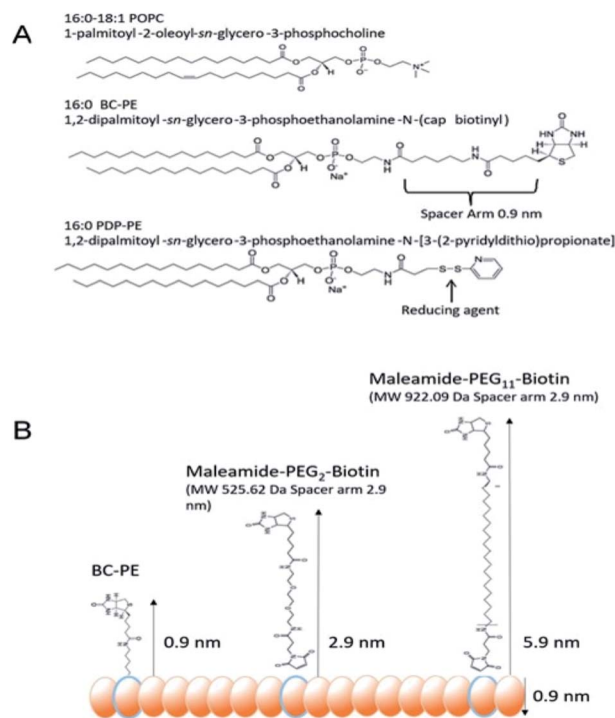 A
16:0-18:1 POPC
1-palmitoyl-2-oleoyl-sn-glycero-3-phosphocholine
16:0 BC-PE
1,2-dipalmitoyl-sn-glycero-3-phosphoethanolamine-N-(cap biotinyl)
Spacer Arm 0.9 nm
16:0 PDP-PE
1,2-dipalmitoyl-sn-glycero-3-phosphoethanolamine-N-[3-(2-pyridyldithio)propionate]
Reducing agent
Maleamide-PEG11-Biotin
(MW 922.09 Da Spacer arm 2.9 nm)
B
Maleamide-PEG2-Biotin
(MW 525.62 Da Spacer arm 2.9
nm)
BC-PE
0.9 nm
2.9 nm
5.9 nm
0.9 nm